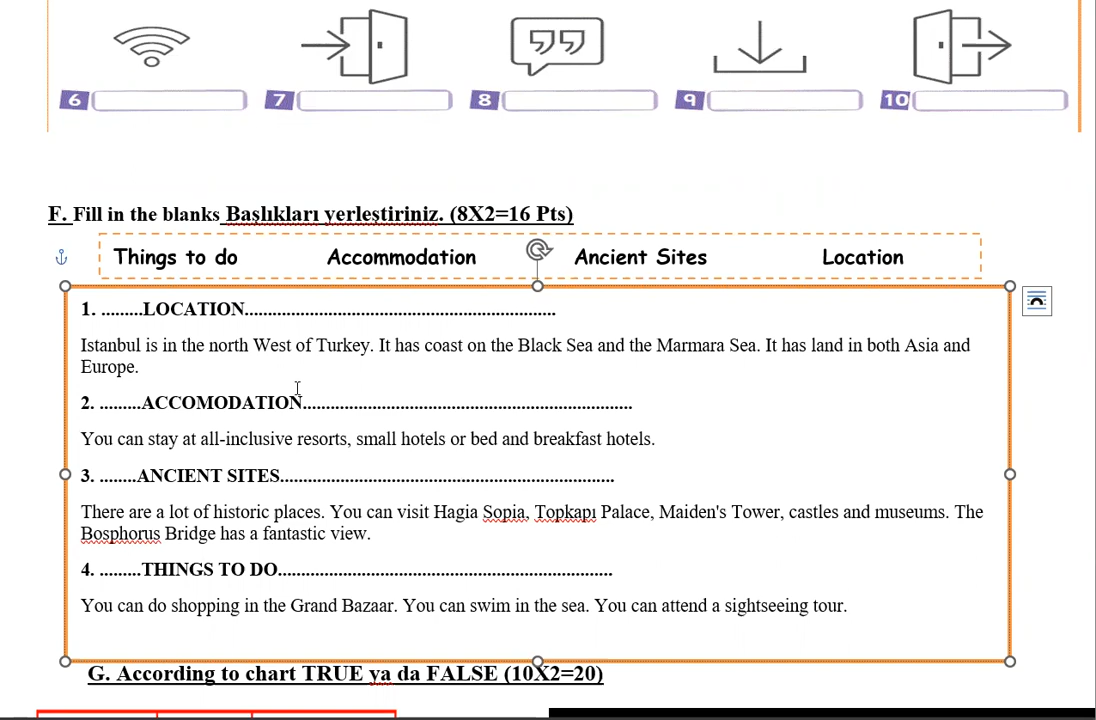 6 7 8 9 10
F. Fill in the blanks Başlıkları yerleştiriniz. (8X2=16 Pts)
Things to do Accommodation Ancient Sites Location
1. .........LOCATION..................................................................
Istanbul is in the north West of Turkey. It has coast on the Black Sea and the Marmara Sea. It has land in both Asia and
Europe.
2. .........ACCOMODATION......................................................................
You can stay at all-inclusive resorts, small hotels or bed and breakfast hotels.
3. ........ANCIENT SITES.......................................................................
There are a lot of historic places. You can visit Hagia Sopia, Topkapı Palace, Maiden's Tower, castles and museums. The
Bosphorus Bridge has a fantastic view.
4. .........THINGS TO DO.......................................................................
You can do shopping in the Grand Bazaar. You can swim in the sea. You can attend a sightseeing tour.
G. According to chart TRUE ya da FALSE (10X2=20)